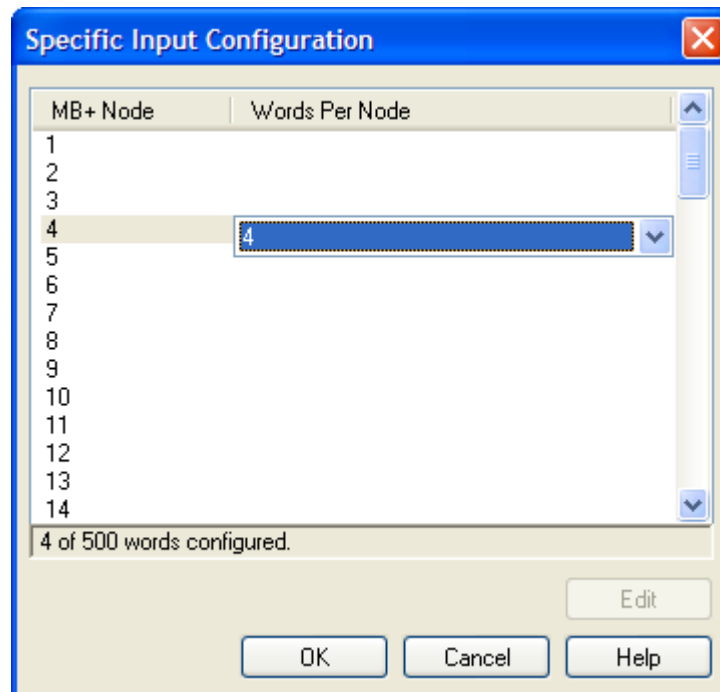 Specific Input Configuration
MB+ Node Words Per Node
1
2
3
4 4
5
6
7
8
9
10
11
12
13
14
4 of 500 words configured.
Edit
OK Cancel Help